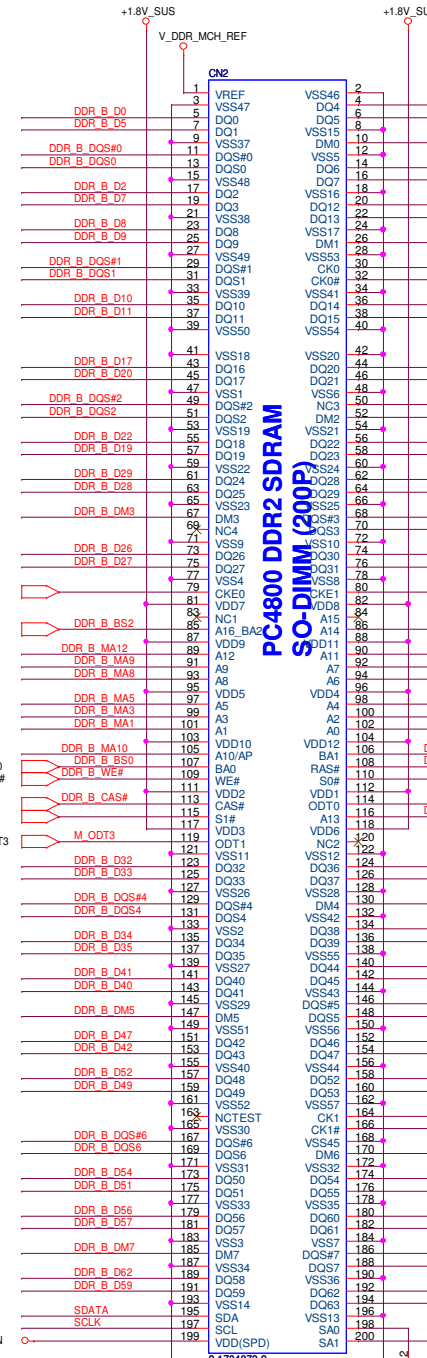 +1.8V_SUS +1.8V_SU
V_DDR_MCH_REF
CN2
1 VREF VSS46 2
3 VSS47 DQ4 4
DDR_B_D0 5 DQ0 DQ5 6
DDR_B_D5 7 DQ1 VSS15 8
9 VSS37 DM0 10
DDR_B_DQS#0 11 DQS#0 VSS5 12
DDR_B_DQS0 13 DQS0 DQ6 14
15 VSS48 DQ7 16
DDR_B_D2 17 DQ2 VSS16 18
DDR_B_D7 19 DQ3 DQ12 20
21 VSS38 DQ13 22
DDR_B_D8 23 DQ8 VSS17 24
DDR_B_D9 25 DQ9 DM1 26
27 VSS49 VSS53 28
DDR_B_DQS#1 29 DQS#1 CK0 30
DDR_B_DQS1 31 DQS1 CK0# 32
33 VSS39 VSS41 34
DDR_B_D10 35 DQ10 DQ14 36
DDR_B_D11 37 DQ11 DQ15 38
39 VSS50 VSS54 40
41 VSS18 VSS20 42
DDR_B_D17 43 DQ16 DQ20 44
DDR_B_D20 45 DQ17 DQ21 46
47 VSS1 VSS6 48
DDR_B_DQS#2 49 DQS#2 NC3 50
DDR_B_DQS2 51 DQS2 DM2 52
53 VSS19 VSS21 54
DDR_B_D22 55 DQ18 DQ22 56
DDR_B_D19 57 DQ19 DQ23 58
59 VSS22 VSS24 60
DDR_B_D29 61 DQ24 DQ28 62
DDR_B_D28 63 DQ25 DQ29 64
65 VSS23 VSS25 66
DDR_B_DM3 67 DM3 DQS#3 68
69 NC4 DQS3 70
71 VSS9 VSS10 72
DDR_B_D26 73 DQ26 DQ30 74
DDR_B_D27 75 DQ27 DQ31 76
77 VSS4 VSS8 78
79 CKE0 CKE1 80
81 VDD7 VDD8 82
83 NC1 A15 84
DDR_B_BS2 85 A16_BA2 A14 86
87 VDD9 VDD11 88
DDR_B_MA12 89 A12 A11 90
DDR_B_MA9 91 A9 A7 92
DDR_B_MA8 93 A8 A6 94
95 VDD5 VDD4 96
DDR_B_MA5 97 A5 A4 98
DDR_B_MA3 99 A3 A2 100
DDR_B_MA1 101 A1 A0 102
103 VDD10 VDD12 104
DDR_B_MA10 105 A10/AP BA1 106
DDR_B_BS0 107 BA0 RAS# 108
DDR_B_WE# 109 WE# S0# 110
111 VDD2 VDD1 112
DDR_B_CAS# 113 CAS# ODT0 114
115 S1# A13 116
117 VDD3 VDD6 118
M_ODT3 119 ODT1 NC2 120
121 VSS11 VSS12 122
DDR_B_D32 123 DQ32 DQ36 124
DDR_B_D33 125 DQ33 DQ37 126
127 VSS26 VSS28 128
DDR_B_DQS#4 129 DQS#4 DM4 130
DDR_B_DQS4 131 DQS4 VSS42 132
133 VSS2 DQ38 134
DDR_B_D34 135 DQ34 DQ39 136
DDR_B_D35 137 DQ35 VSS55 138
139 VSS27 DQ44 140
DDR_B_D41 141 DQ40 DQ45 142
DDR_B_D40 143 DQ41 VSS43 144
145 VSS29 DQS#5 146
DDR_B_DM5 147 DM5 DQS5 148
149 VSS51 VSS56 150
DDR_B_D47 151 DQ42 DQ46 152
DDR_B_D42 153 DQ43 DQ47 154
155 VSS40 VSS44 156
DDR_B_D52 157 DQ48 DQ52 158
DDR_B_D49 159 DQ49 DQ53 160
161 VSS52 VSS57 162
163 NCTEST CK1 164
165 VSS30 CK1# 166
DDR_B_DQS#6 167 DQS#6 VSS45 168
DDR_B_DQS6 169 DQS6 DM6 170
171 VSS31 VSS32 172
DDR_B_D54 173 DQ50 DQ54 174
DDR_B_D51 175 DQ51 DQ55 176
177 VSS33 VSS35 178
DDR_B_D56 179 DQ56 DQ60 180
DDR_B_D57 181 DQ57 DQ61 182
183 VSS3 VSS7 184
DDR_B_DM7 185 DM7 DQS#7 186
187 VSS34 DQS7 188
DDR_B_D62 189 DQ58 VSS36 190
DDR_B_D59 191 DQ59 DQ62 192
193 VSS14 DQ63 194
SDATA 195 SDA VSS13 196
SCLK 197 SCL SA0 198
199 VDD(SPD) SA1 200
PC4800 DDR2 SDRAM
SO-DIMM (200P)
2